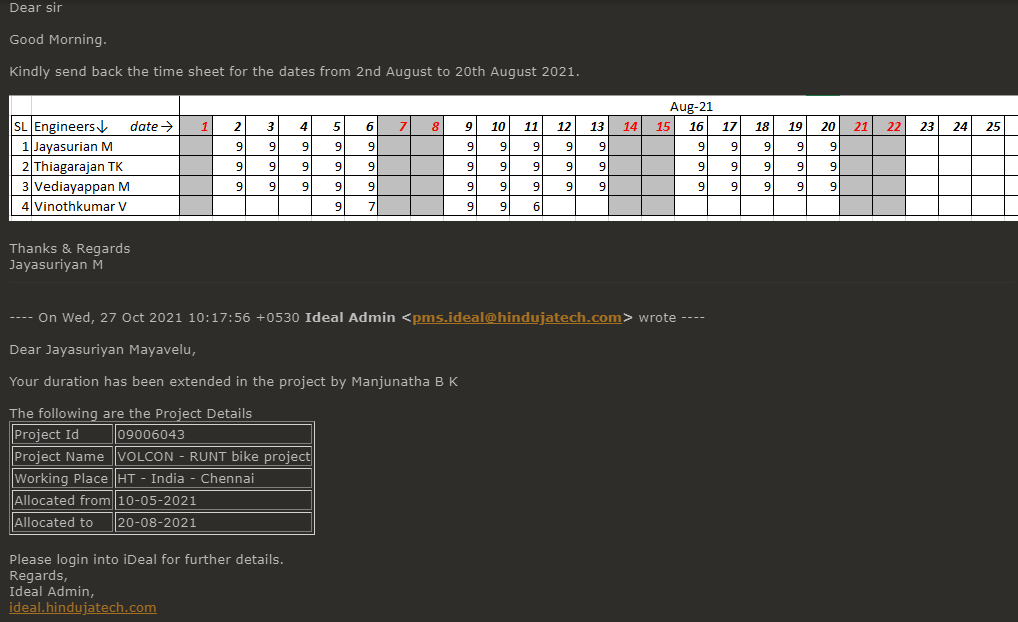 Dear sir
Good Morning.
Kindly send back the time sheet for the dates from 2nd August to 20th August 2021.
Aug-21
SL Engineers↓ date→ 1 2 3 4 5 6 7 8 9 10 11 12 13 14 15 16 17 18 19 20 21 22 23 24 25
1 Jayasurian M 9 9 9 9 9 9 9 9 9 9 9 9 9 9 9
2 Thiagarajan TK 9 9 9 9 9 9 9 9 9 9 9 9 9 9 9
3 Vediayappan M 9 9 9 9 9 9 9 9 9 9 9 9 9 9 9
4 Vinothkumar V 9 7 9 9 6
Thanks & Regards
Jayasuriyan M
---- On Wed, 27 Oct 2021 10:17:56 +0530 Ideal Admin <pms.ideal@hindujatech.com> wrote ----
Dear Jayasuriyan Mayavelu,
Your duration has been extended in the project by Manjunatha B K
The following are the Project Details
Project Id 09006043
Project Name VOLCON - RUNT bike project
Working Place HT - India - Chennai
Allocated from 10-05-2021
Allocated to 20-08-2021
Please login into iDeal for further details.
Regards,
Ideal Admin,
ideal.hindujatech.com